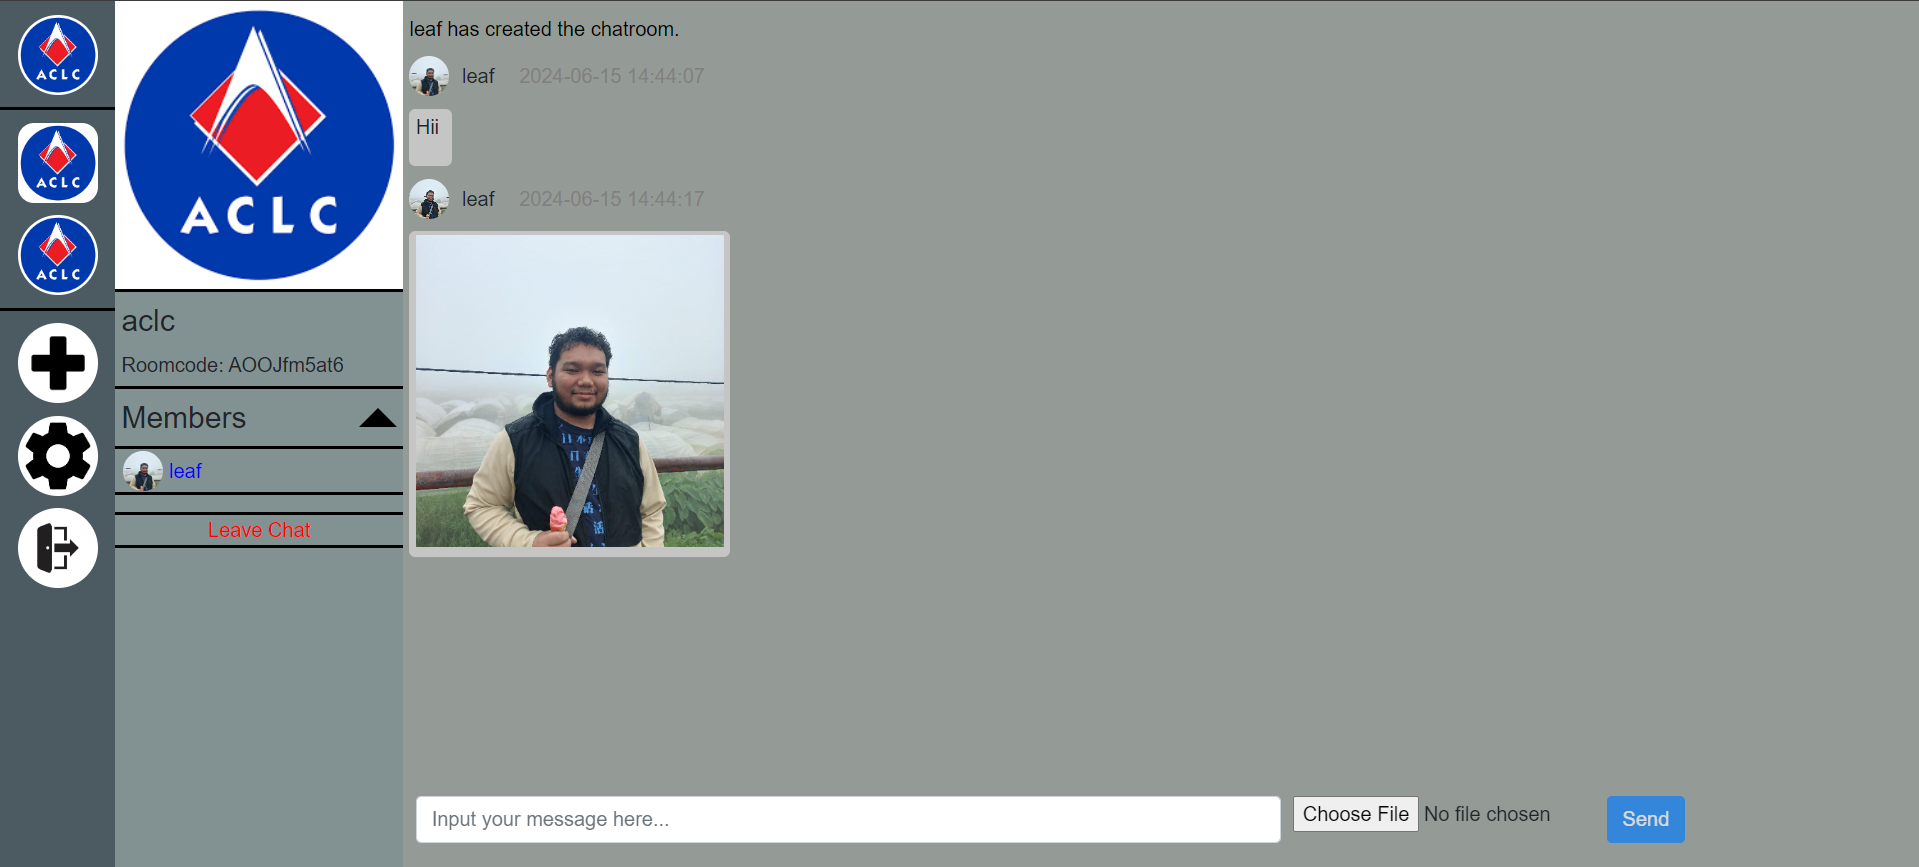 ACLC
ACLC
ACLC
ACLC
aclc
Roomcode: AOOJfm5at6
Members
leaf
Leave Chat
leaf has created the chatroom.
leaf 2024-06-15 14:44:07
Hii
leaf 2024-06-15 14:44:17
Input your message here...
Choose File No file chosen
Send